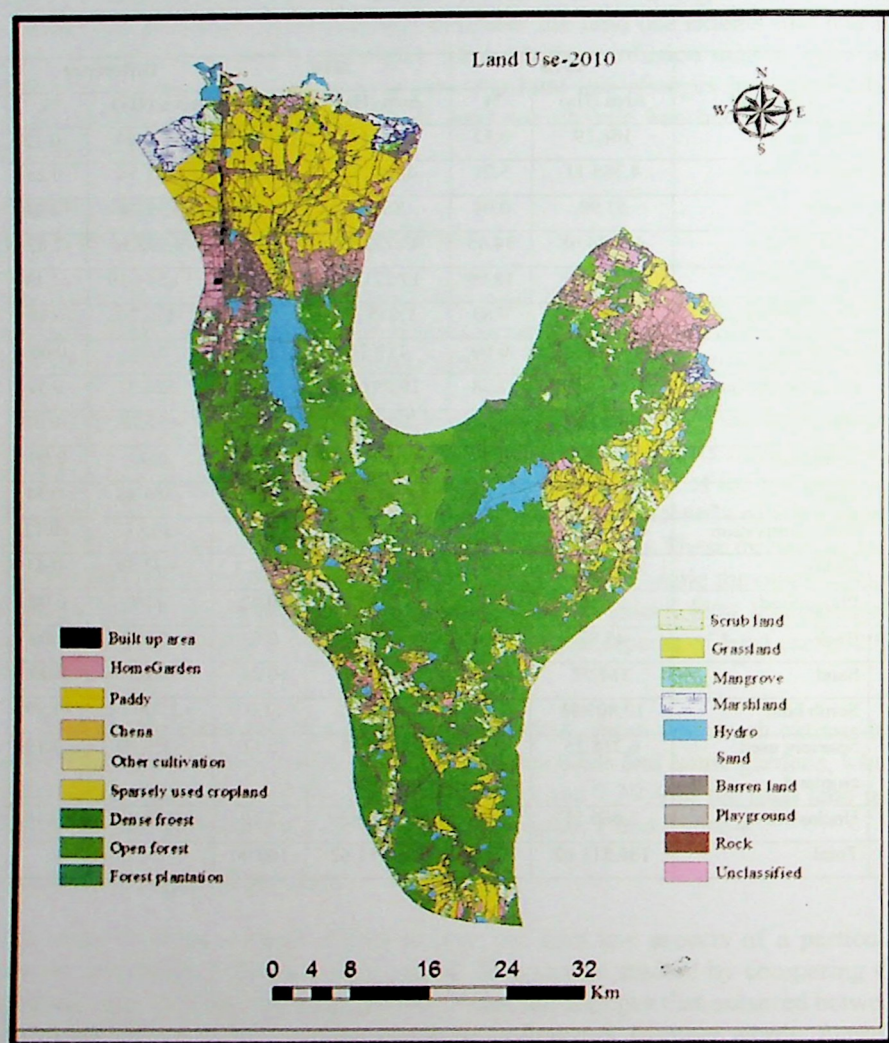 Land Use-2010
N
W E
S
Built up area
HomeGarden
Paddy
Chena
Other cultivation
Sparsely used cropland
Dense froest
Open forest
Forest plantation
Scrub land
Grassland
Mangrove
Marshland
Hydro
Sand
Barren land
Playground
Rock
Unclassified
0 4 8 16 24 32
Km